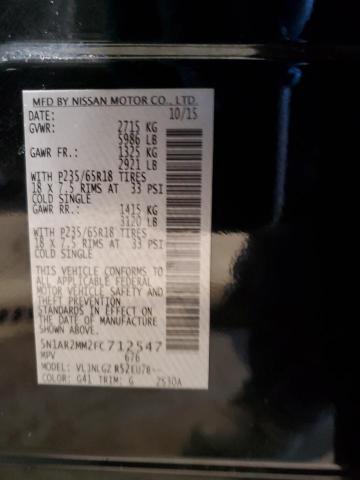 MFD BY NISSAN MOTOR CO., LTD.
DATE: 10/15
GVWR: 2715 KG
5986 LB
GAWR FR.: 1325 KG
2921 LB
WITH P235/65R18 TIRES
18 X 7.5 RIMS AT 33 PSI
COLD SINGLE
GAWR RR.: 1415 KG
3120 LB
WITH P235/65R18 TIRES
18 X 7.5 RIMS AT 33 PSI
COLD SINGLE
THIS VEHICLE CONFORMS TO
ALL APPLICABLE FEDERAL
MOTOR VEHICLE SAFETY AND
THEFT PREVENTION
STANDARDS IN EFFECT ON
THE DATE OF MANUFACTURE
SHOWN ABOVE
5N1AR2MM2FC712547
MPV 676
MODEL: VL3NLGZ R52EU7B--
COLOR: G41 TRIM: G 2530A